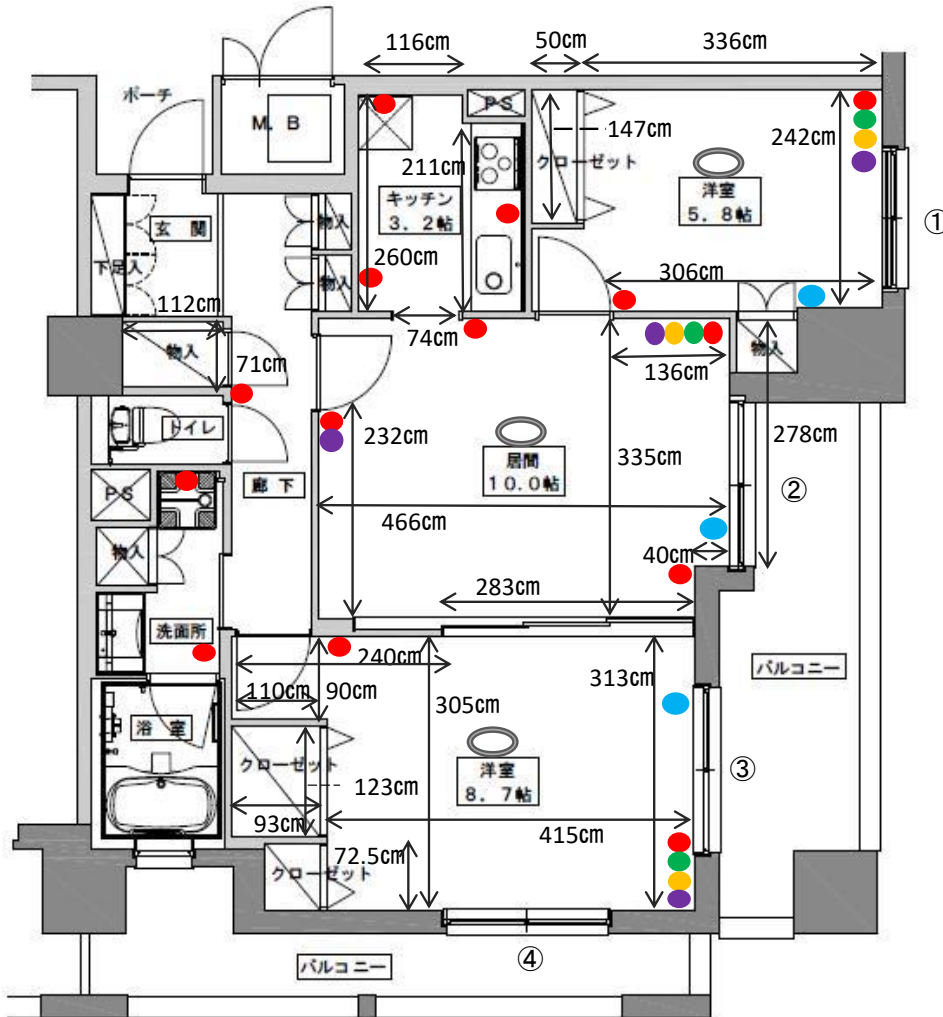 116㎝
50㎝
336㎝
ポーチ
M. B
PS
147㎝
242㎝
クローゼット
211㎝
キッチン
3. 2帖
洋室
5. 8帖
①
玄 関
物入
下足入
260㎝
306㎝
物入
112㎝
74㎝
物入
物入
71㎝
136㎝
トイレ
232㎝
居間
10. 0帖
335㎝
278㎝
②
PS
廊 下
466㎝
物入
40㎝
283㎝
洗面所
240㎝
バルコニー
110㎝
90㎝
305㎝
313㎝
浴 室
クローゼット
洋室
8. 7帖
③
123㎝
93㎝
415㎝
72.5㎝
クローゼット
④
バルコニー